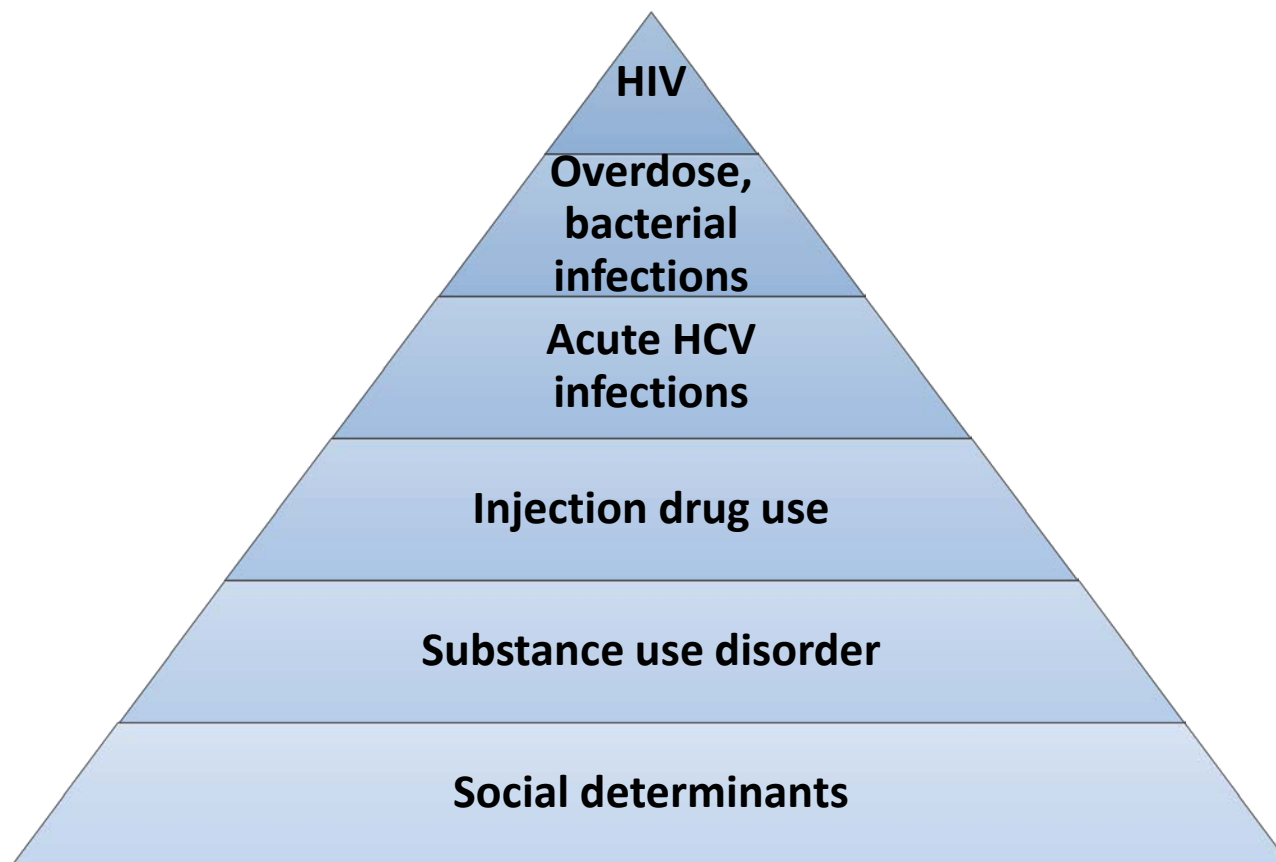 HIV
Overdose,
bacterial
infections
Acute HCV
infections
Injection drug use
Substance use disorder
Social determinants